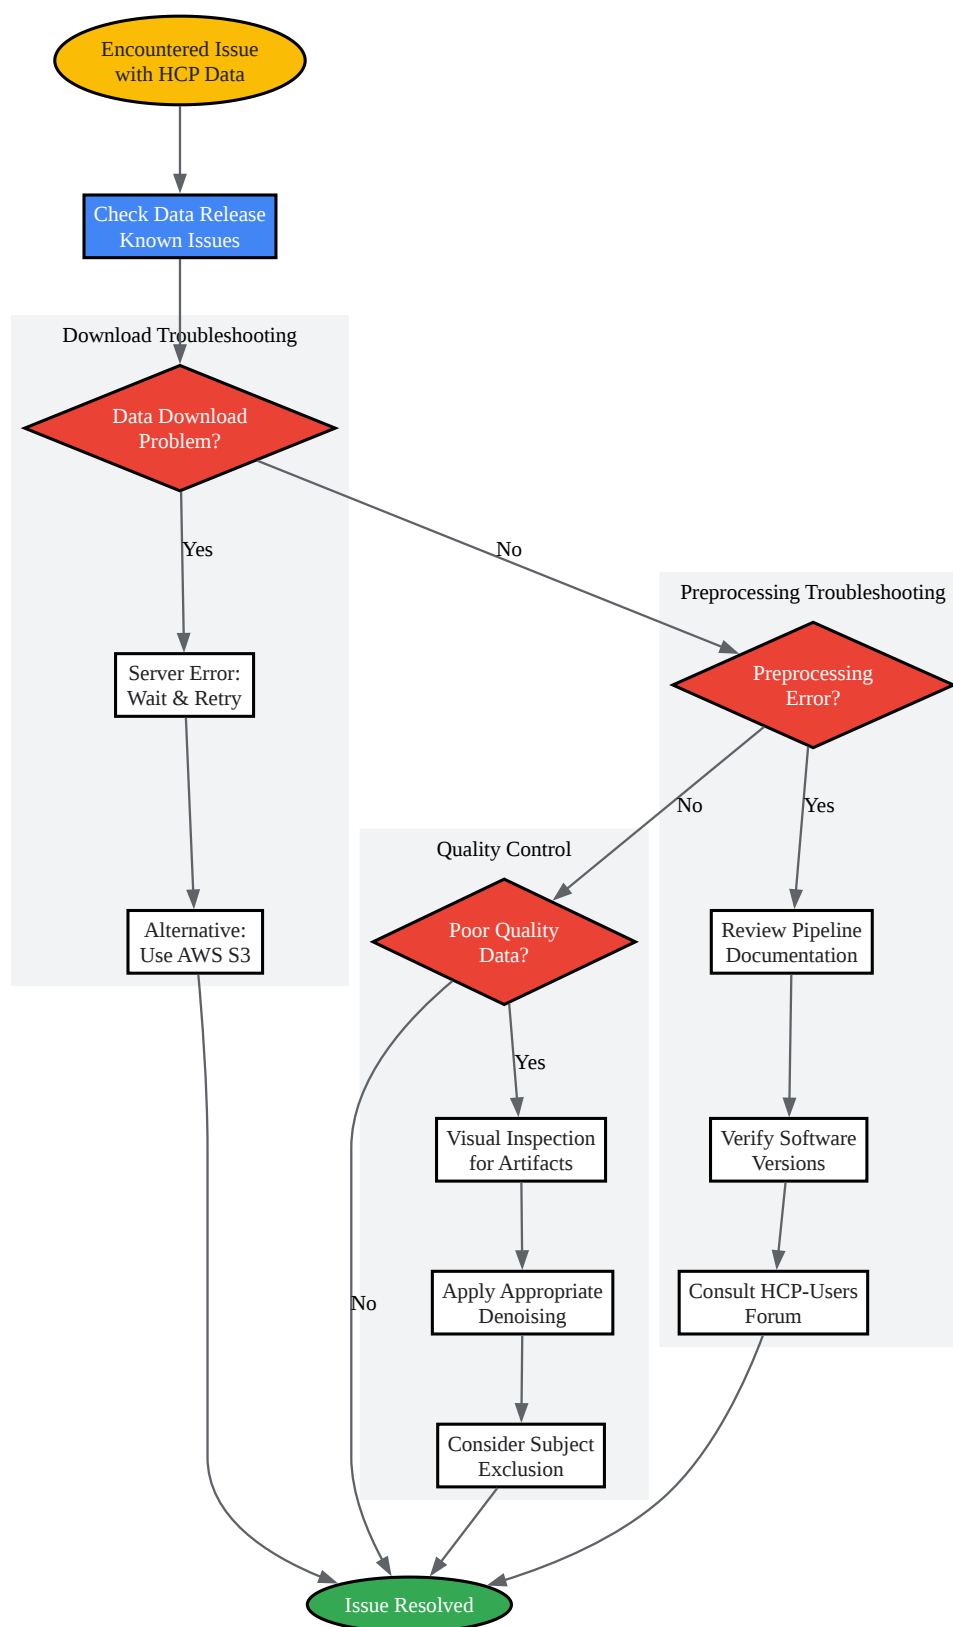 Encountered Issue
with HCP Data
Check Data Release
Known Issues
Download Troubleshooting
Data Download
Problem?
Yes
No
Server Error:
Wait & Retry
Alternative:
Use AWS S3
Preprocessing Troubleshooting
Preprocessing
Error?
No
Yes
Quality Control
Poor Quality
Data?
Yes
No
Visual Inspection
for Artifacts
Apply Appropriate
Denoising
Consider Subject
Exclusion
Review Pipeline
Documentation
Verify Software
Versions
Consult HCP-Users
Forum
Issue Resolved